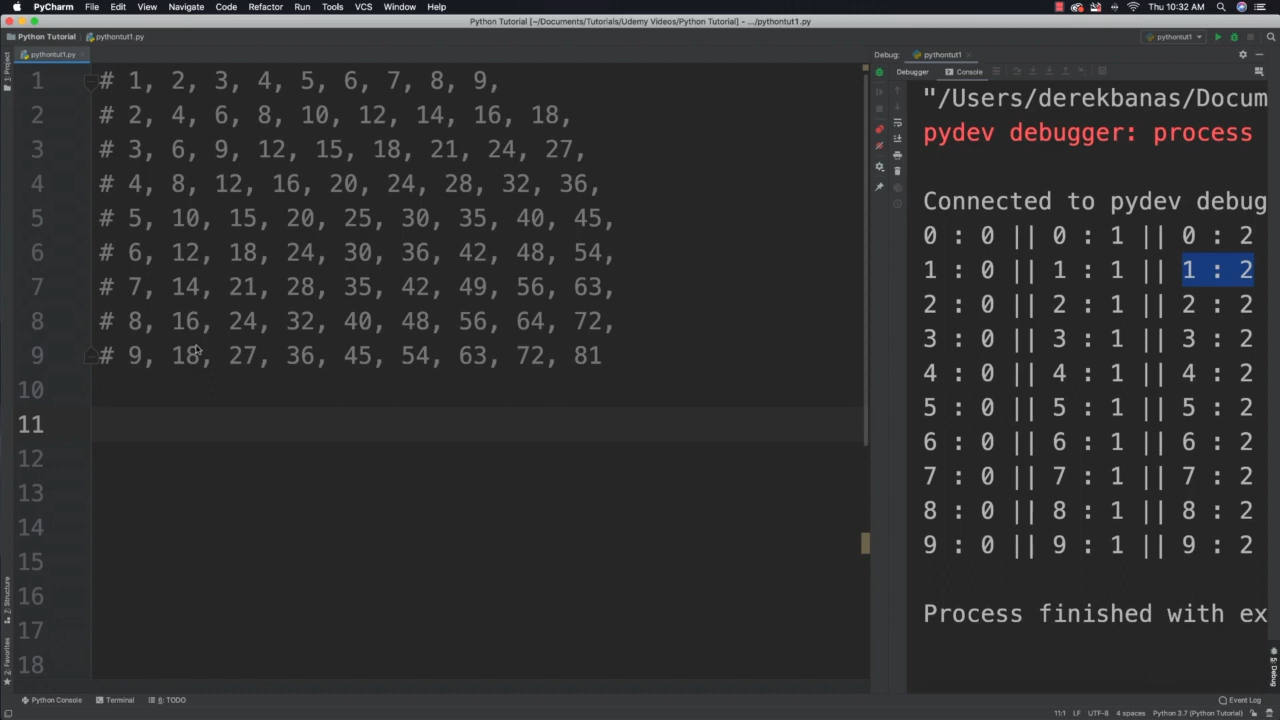 PyCharm File Edit View Navigate Code Refactor Run Tools VCS Window Help Thu 10:32 AM
Python Tutorial [~/Documents/Tutorials/Udemy Videos/Python Tutorial] - .../pythontut1.py
Python Tutorial pythontut1.py pythontut1
pythontut1.py
Debug: pythontut1
Debugger Console
1: Project
1 # 1, 2, 3, 4, 5, 6, 7, 8, 9,
2 # 2, 4, 6, 8, 10, 12, 14, 16, 18,
3 # 3, 6, 9, 12, 15, 18, 21, 24, 27,
4 # 4, 8, 12, 16, 20, 24, 28, 32, 36,
5 # 5, 10, 15, 20, 25, 30, 35, 40, 45,
6 # 6, 12, 18, 24, 30, 36, 42, 48, 54,
7 # 7, 14, 21, 28, 35, 42, 49, 56, 63,
8 # 8, 16, 24, 32, 40, 48, 56, 64, 72,
9 # 9, 18, 27, 36, 45, 54, 63, 72, 81
10
11
12
13
14
15
16
17
18
"/Users/derekbanas/Docum
pydev debugger: process
Connected to pydev debug
0 : 0 || 0 : 1 || 0 : 2
1 : 0 || 1 : 1 || 1 : 2
2 : 0 || 2 : 1 || 2 : 2
3 : 0 || 3 : 1 || 3 : 2
4 : 0 || 4 : 1 || 4 : 2
5 : 0 || 5 : 1 || 5 : 2
6 : 0 || 6 : 1 || 6 : 2
7 : 0 || 7 : 1 || 7 : 2
8 : 0 || 8 : 1 || 8 : 2
9 : 0 || 9 : 1 || 9 : 2
Process finished with ex
7: Structure
2: Favorites
5: Debug
Python Console Terminal 6: TODO Event Log
11:1 LF UTF-8 4 spaces Python 3.7 (Python Tutorial)